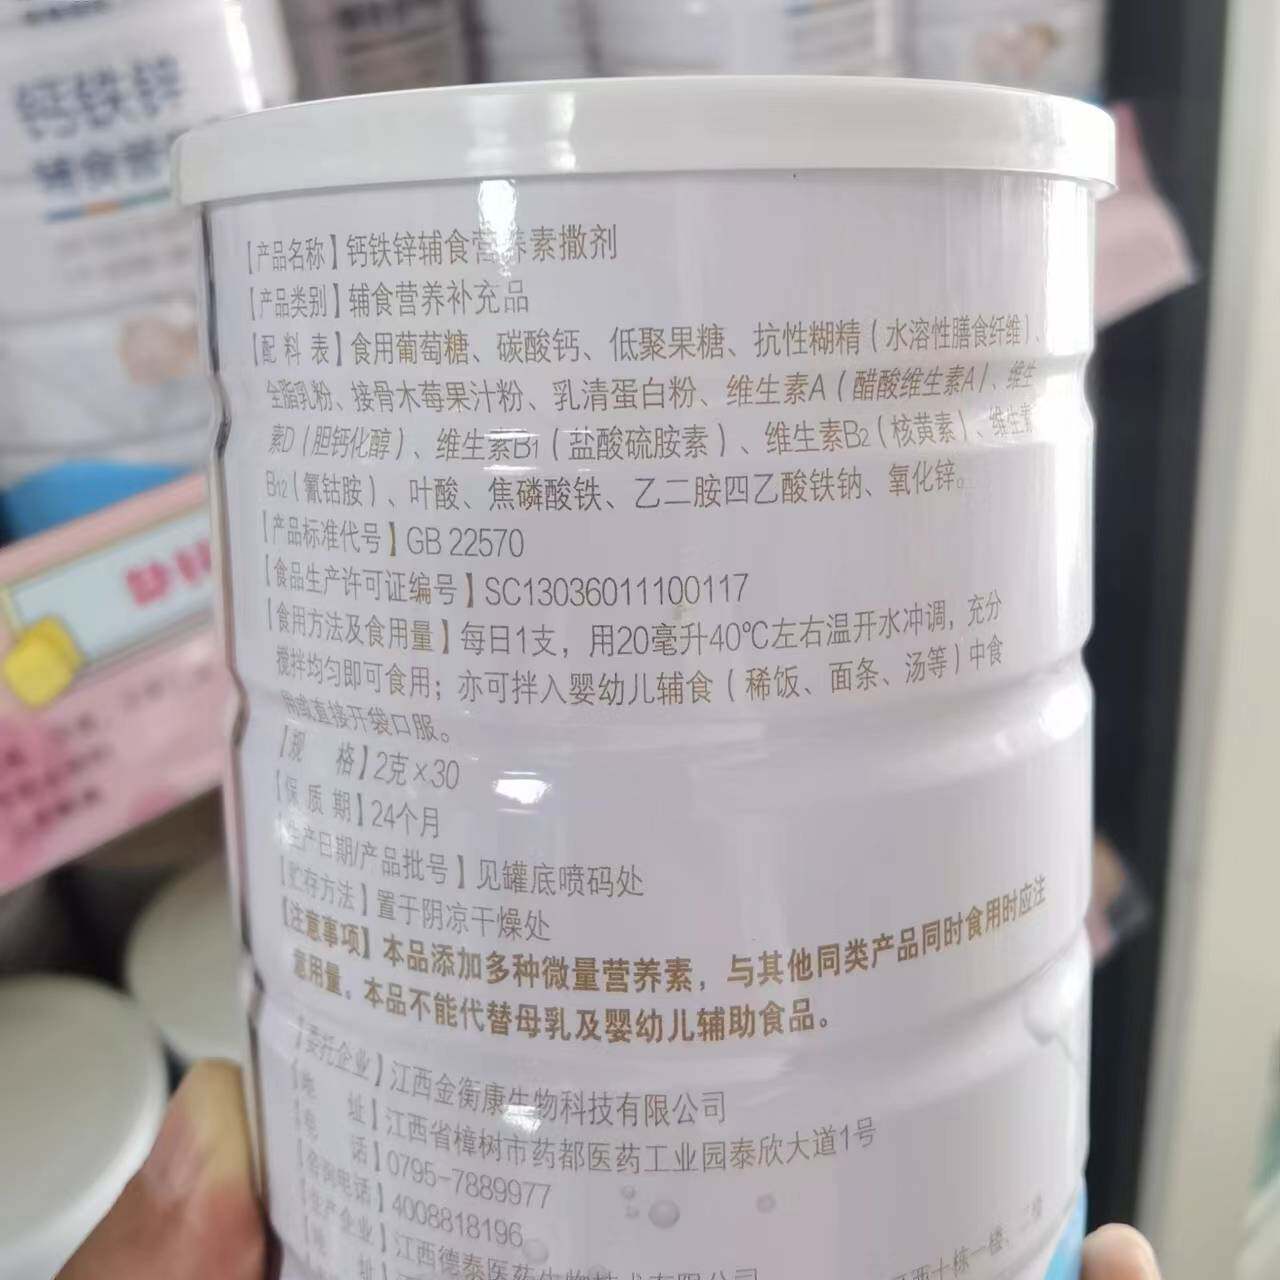 钙铁锌
【产品名称】钙铁锌辅食营养素撒剂
【产品类别】辅食营养补充品
【配料表】食用葡萄糖、碳酸钙、低聚果糖、抗性糊精（水溶性膳食纤维）、
全脂乳粉、接骨木莓果汁粉、乳清蛋白粉、维生素A（醋酸维生素A）、维生
素D（胆钙化醇）、维生素B1（盐酸硫胺素）、维生素B2（核黄素）、维生素
B12（氰钴胺）、叶酸、焦磷酸铁、乙二胺四乙酸铁钠、氧化锌。
【产品标准代号】GB 22570
【食品生产许可证编号】SC13036011100117
【食用方法及食用量】每日1支，用20毫升40℃左右温开水冲调，充分
搅拌均匀即可食用；亦可拌入婴幼儿辅食（稀饭、面条、汤等）中食
用或直接开袋口服。
【规 格】2克×30
【保质期】24个月
【生产日期/产品批号】见罐底喷码处
【贮存方法】置于阴凉干燥处
【注意事项】本品添加多种微量营养素，与其他同类产品同时食用时应注
意用量。本品不能代替母乳及婴幼儿辅助食品。
【委托企业】江西金衡康生物科技有限公司
【地 址】江西省樟树市药都医药工业园泰欣大道1号
【电 话】0795-7889977
【咨询电话】4008818196
【生产企业】江西德泰医药生物技术有限公司
【地 址】